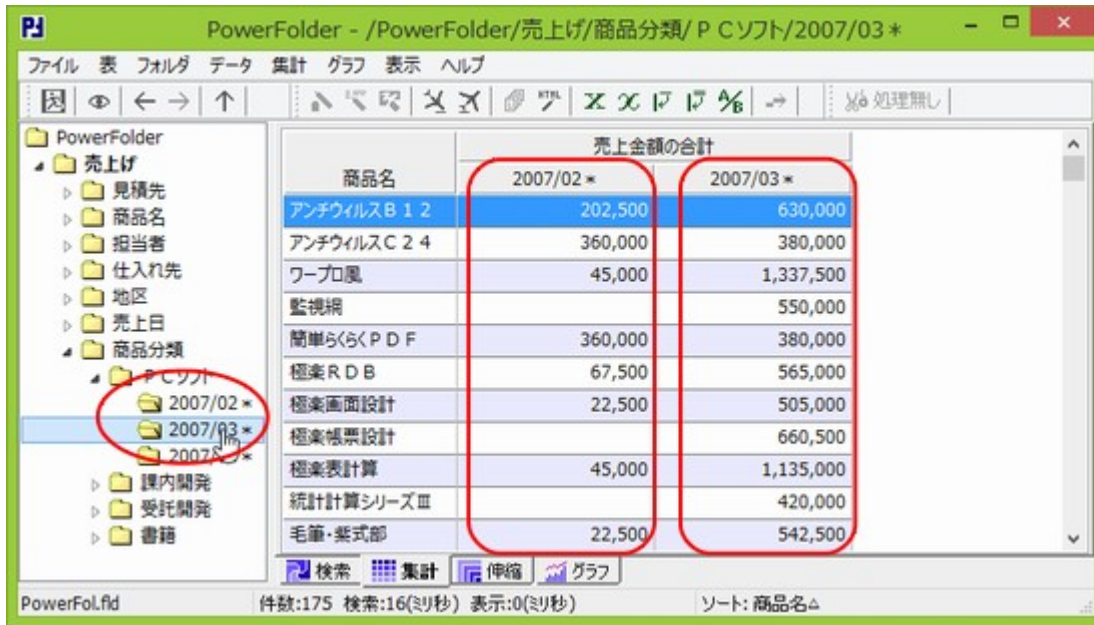 PowerFolder - /PowerFolder/売上げ/商品分類/ＰＣソフト/2007/03＊
ファイル 表 フォルダ データ 集計 グラフ 表示 ヘルプ
HTML A/B 処理無し
PowerFolder
売上げ
見積先
商品名
担当者
仕入れ先
地区
売上日
商品分類
ＰＣソフト
2007/02＊
2007/03＊
2007/ ＊
課内開発
受託開発
書籍
売上金額の合計
商品名 2007/02＊ 2007/03＊
アンチウィルスＢ１２ 202,500 630,000
アンチウィルスＣ２４ 360,000 380,000
ワープロ風 45,000 1,337,500
監視網 550,000
簡単らくらくＰＤＦ 360,000 380,000
極楽ＲＤＢ 67,500 565,000
極楽画面設計 22,500 505,000
極楽帳票設計 660,500
極楽表計算 45,000 1,135,000
統計計算シリーズⅢ 420,000
毛筆・紫式部 22,500 542,500
検索 集計 伸縮 グラフ
PowerFol.fld 件数:175 検索:16(ミリ秒) 表示:0(ミリ秒) ソート: 商品名△